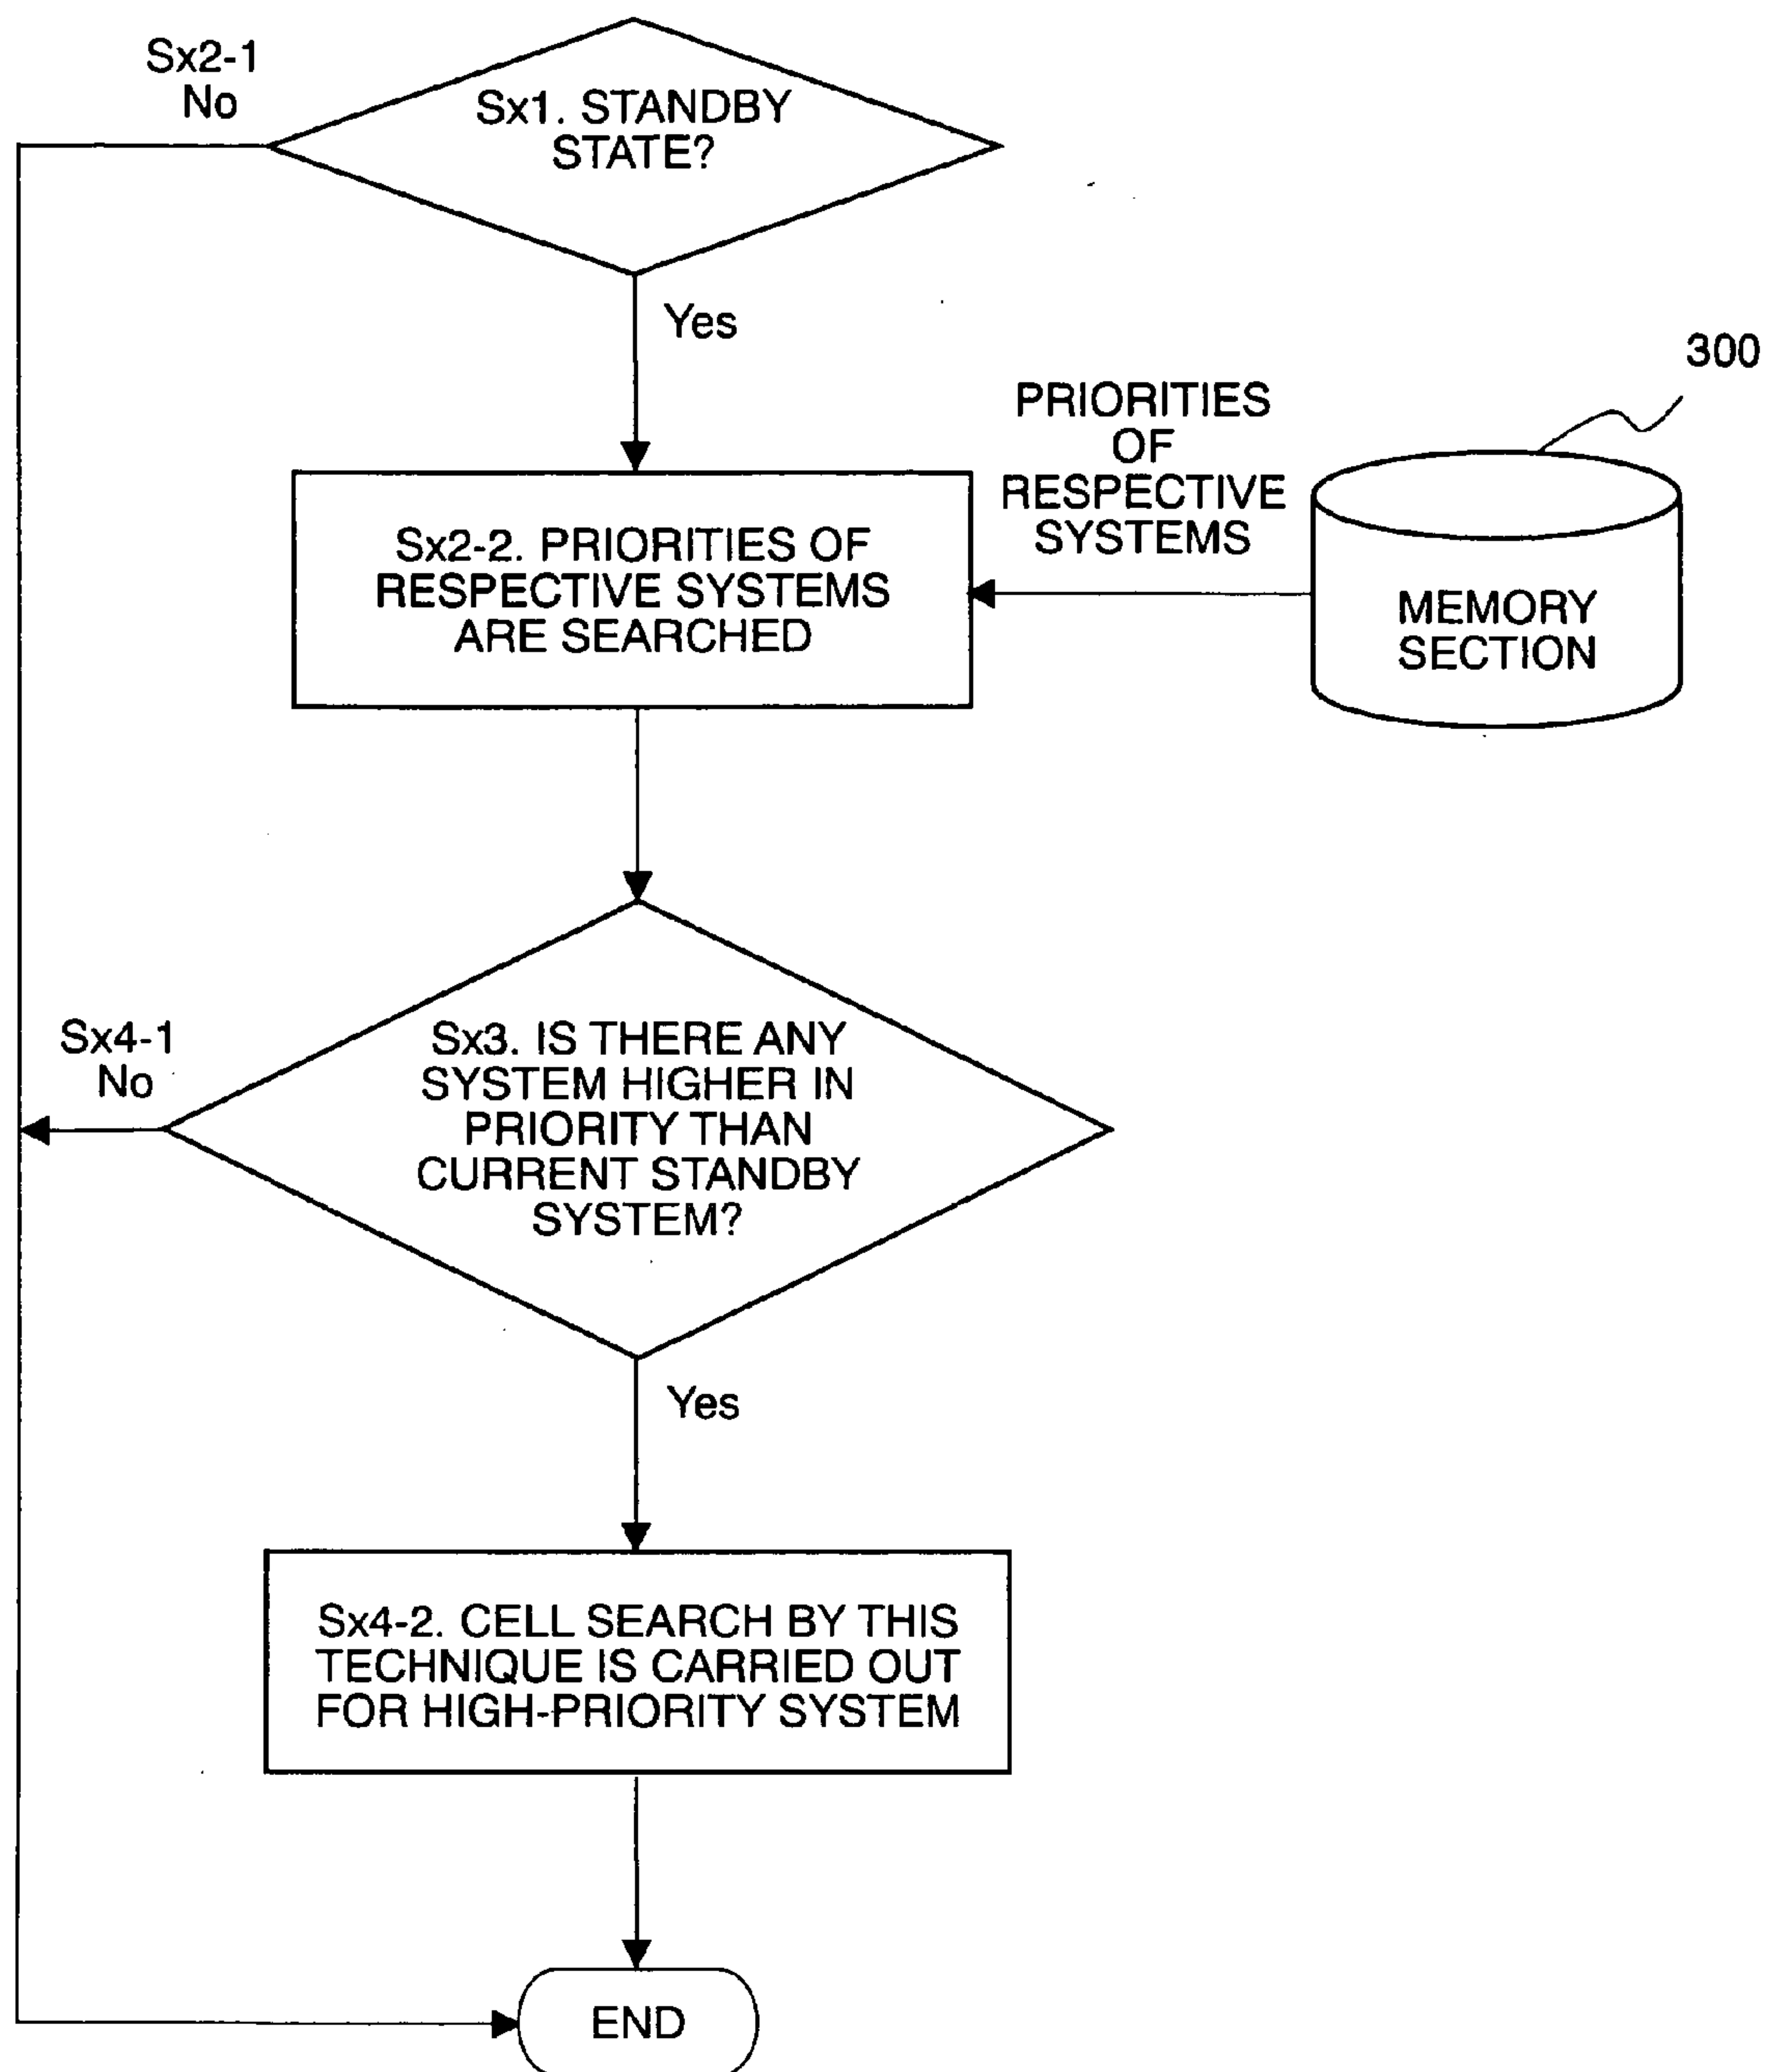 Sx2-1
No
Sx1. STANDBY
STATE?
Yes
300
PRIORITIES
OF
RESPECTIVE
SYSTEMS
Sx2-2. PRIORITIES OF
RESPECTIVE SYSTEMS
ARE SEARCHED
MEMORY
SECTION
Sx4-1
No
Sx3. IS THERE ANY
SYSTEM HIGHER IN
PRIORITY THAN
CURRENT STANDBY
SYSTEM?
Yes
Sx4-2. CELL SEARCH BY THIS
TECHNIQUE IS CARRIED OUT
FOR HIGH-PRIORITY SYSTEM
END